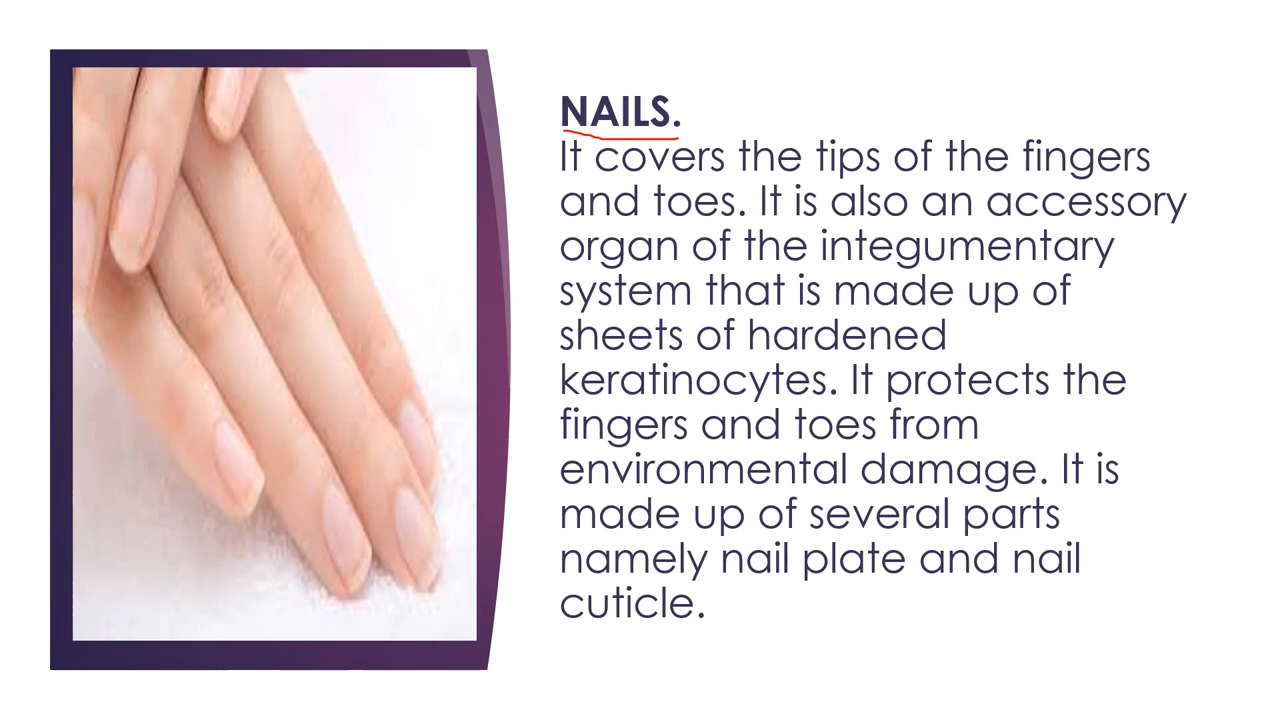 NAILS.
It covers the tips of the fingers
and toes. It is also an accessory
organ of the integumentary
system that is made up of
sheets of hardened
keratinocytes. It protects the
fingers and toes from
environmental damage. It is
made up of several parts
namely nail plate and nail
cuticle.